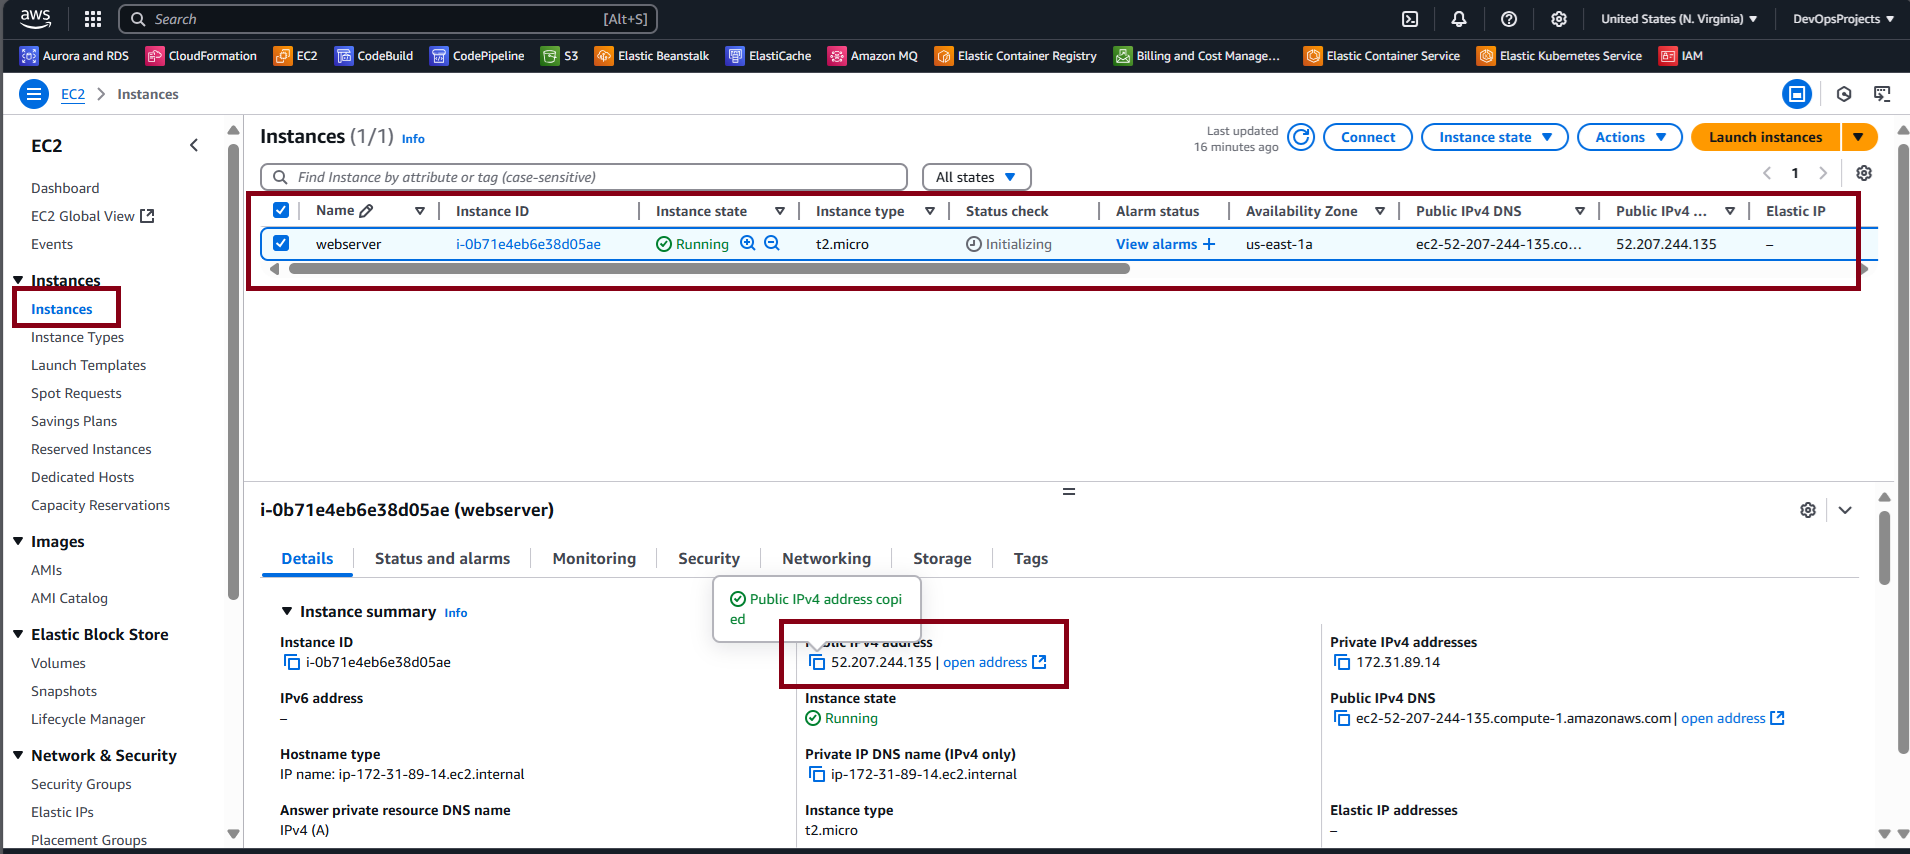 aws
Search [Alt+S]
United States (N. Virginia) DevOpsProjects
Aurora and RDS CloudFormation EC2 CodeBuild CodePipeline S3 Elastic Beanstalk ElastiCache Amazon MQ Elastic Container Registry Billing and Cost Manage... Elastic Container Service Elastic Kubernetes Service IAM
EC2 Instances
EC2
Dashboard
EC2 Global View
Events
Instances
Instances
Instance Types
Launch Templates
Spot Requests
Savings Plans
Reserved Instances
Dedicated Hosts
Capacity Reservations
Images
AMIs
AMI Catalog
Elastic Block Store
Volumes
Snapshots
Lifecycle Manager
Network & Security
Security Groups
Elastic IPs
Placement Groups
Instances (1/1) Info
Last updated
16 minutes ago
Connect Instance state Actions Launch instances
Find Instance by attribute or tag (case-sensitive) All states
1
Name Instance ID Instance state Instance type Status check Alarm status Availability Zone Public IPv4 DNS Public IPv4 ... Elastic IP
webserver i-0b71e4eb6e38d05ae Running t2.micro Initializing View alarms + us-east-1a ec2-52-207-244-135.co... 52.207.244.135 –
i-0b71e4eb6e38d05ae (webserver)
Details Status and alarms Monitoring Security Networking Storage Tags
Public IPv4 address copi
ed
Instance summary Info
Instance ID
i-0b71e4eb6e38d05ae
IPv6 address
–
Hostname type
IP name: ip-172-31-89-14.ec2.internal
Answer private resource DNS name
IPv4 (A)
Public IPv4 address
52.207.244.135 | open address
Instance state
Running
Private IP DNS name (IPv4 only)
ip-172-31-89-14.ec2.internal
Instance type
t2.micro
Private IPv4 addresses
172.31.89.14
Public IPv4 DNS
ec2-52-207-244-135.compute-1.amazonaws.com | open address
Elastic IP addresses
–